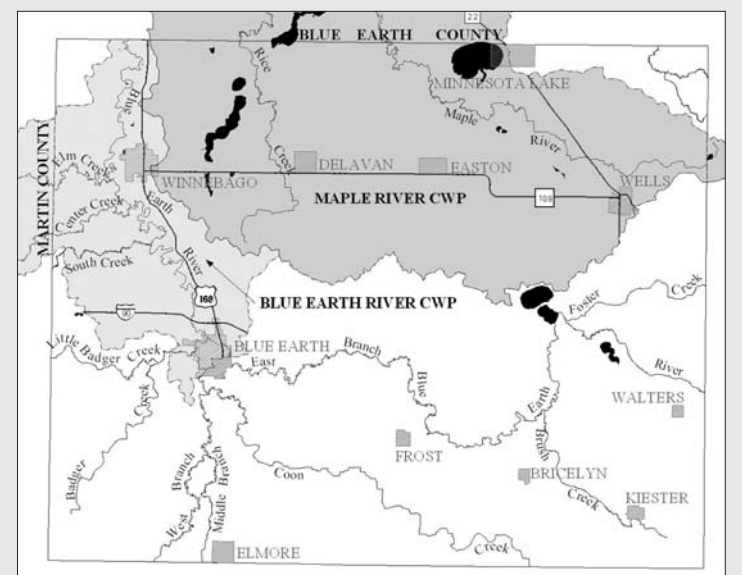 22
BLUE EARTH COUNTY
Rice
MINNESOTA LAKE
Blue
Maple
River
MARTIN COUNTY
Elm Creek
Creek
DELAVAN
EASTON
WINNEBAGO
WELLS
MAPLE RIVER CWP
109
Center Creek
Earth
South Creek
River
BLUE EARTH RIVER CWP
169
90
Foster
Creek
Little Badger Creek
BLUE EARTH
East
Branch
Blue
Earth
River
WALTERS
Creek
Badger
FROST
Brush
Creek
BRICELYN
KIESTER
Branch
West
Branch
Middle
Coon
Creek
ELMORE